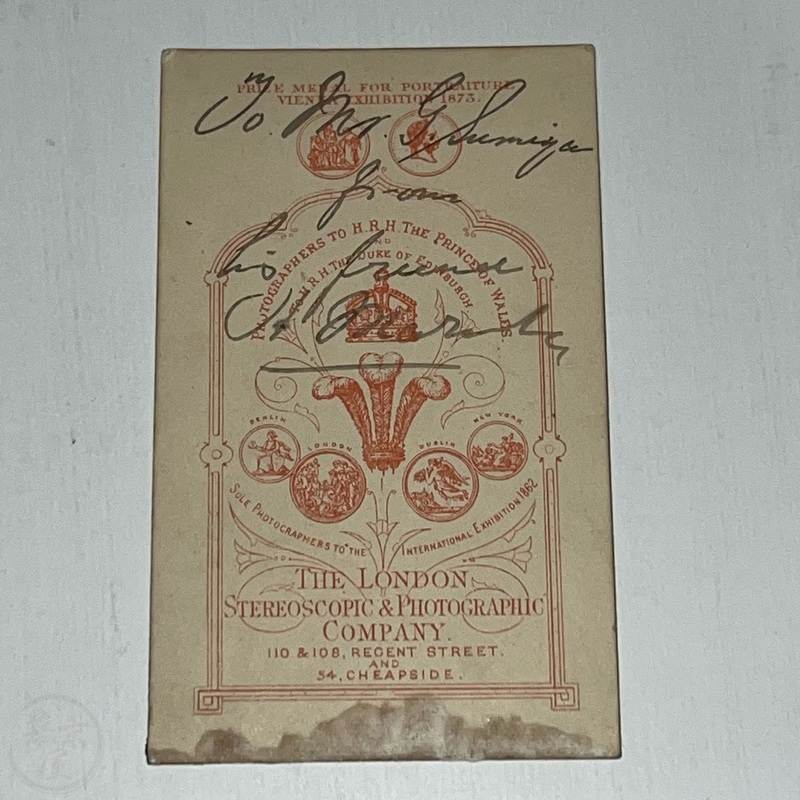 PRIZE MEDAL FOR PORTRAITURE
VIENNA EXHIBITION 1873.
To Mr. G. Sumiya
from
his friend
PHOTOGRAPHERS TO H.R.H. THE PRINCE OF WALES.
AND
TO H.R.H. THE DUKE OF EDINBURGH
BERLIN
LONDON
DUBLIN
NEW YORK
SOLE PHOTOGRAPHERS TO THE INTERNATIONAL EXHIBITION 1862
THE LONDON
STEREOSCOPIC & PHOTOGRAPHIC
COMPANY.
110 & 108, REGENT STREET.
AND
54, CHEAPSIDE.